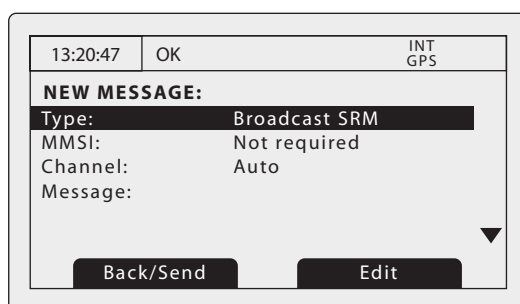 13:20:47 OK INT
GPS
NEW MESSAGE:
Type: Broadcast SRM
MMSI: Not required
Channel: Auto
Message:
Back/Send Edit